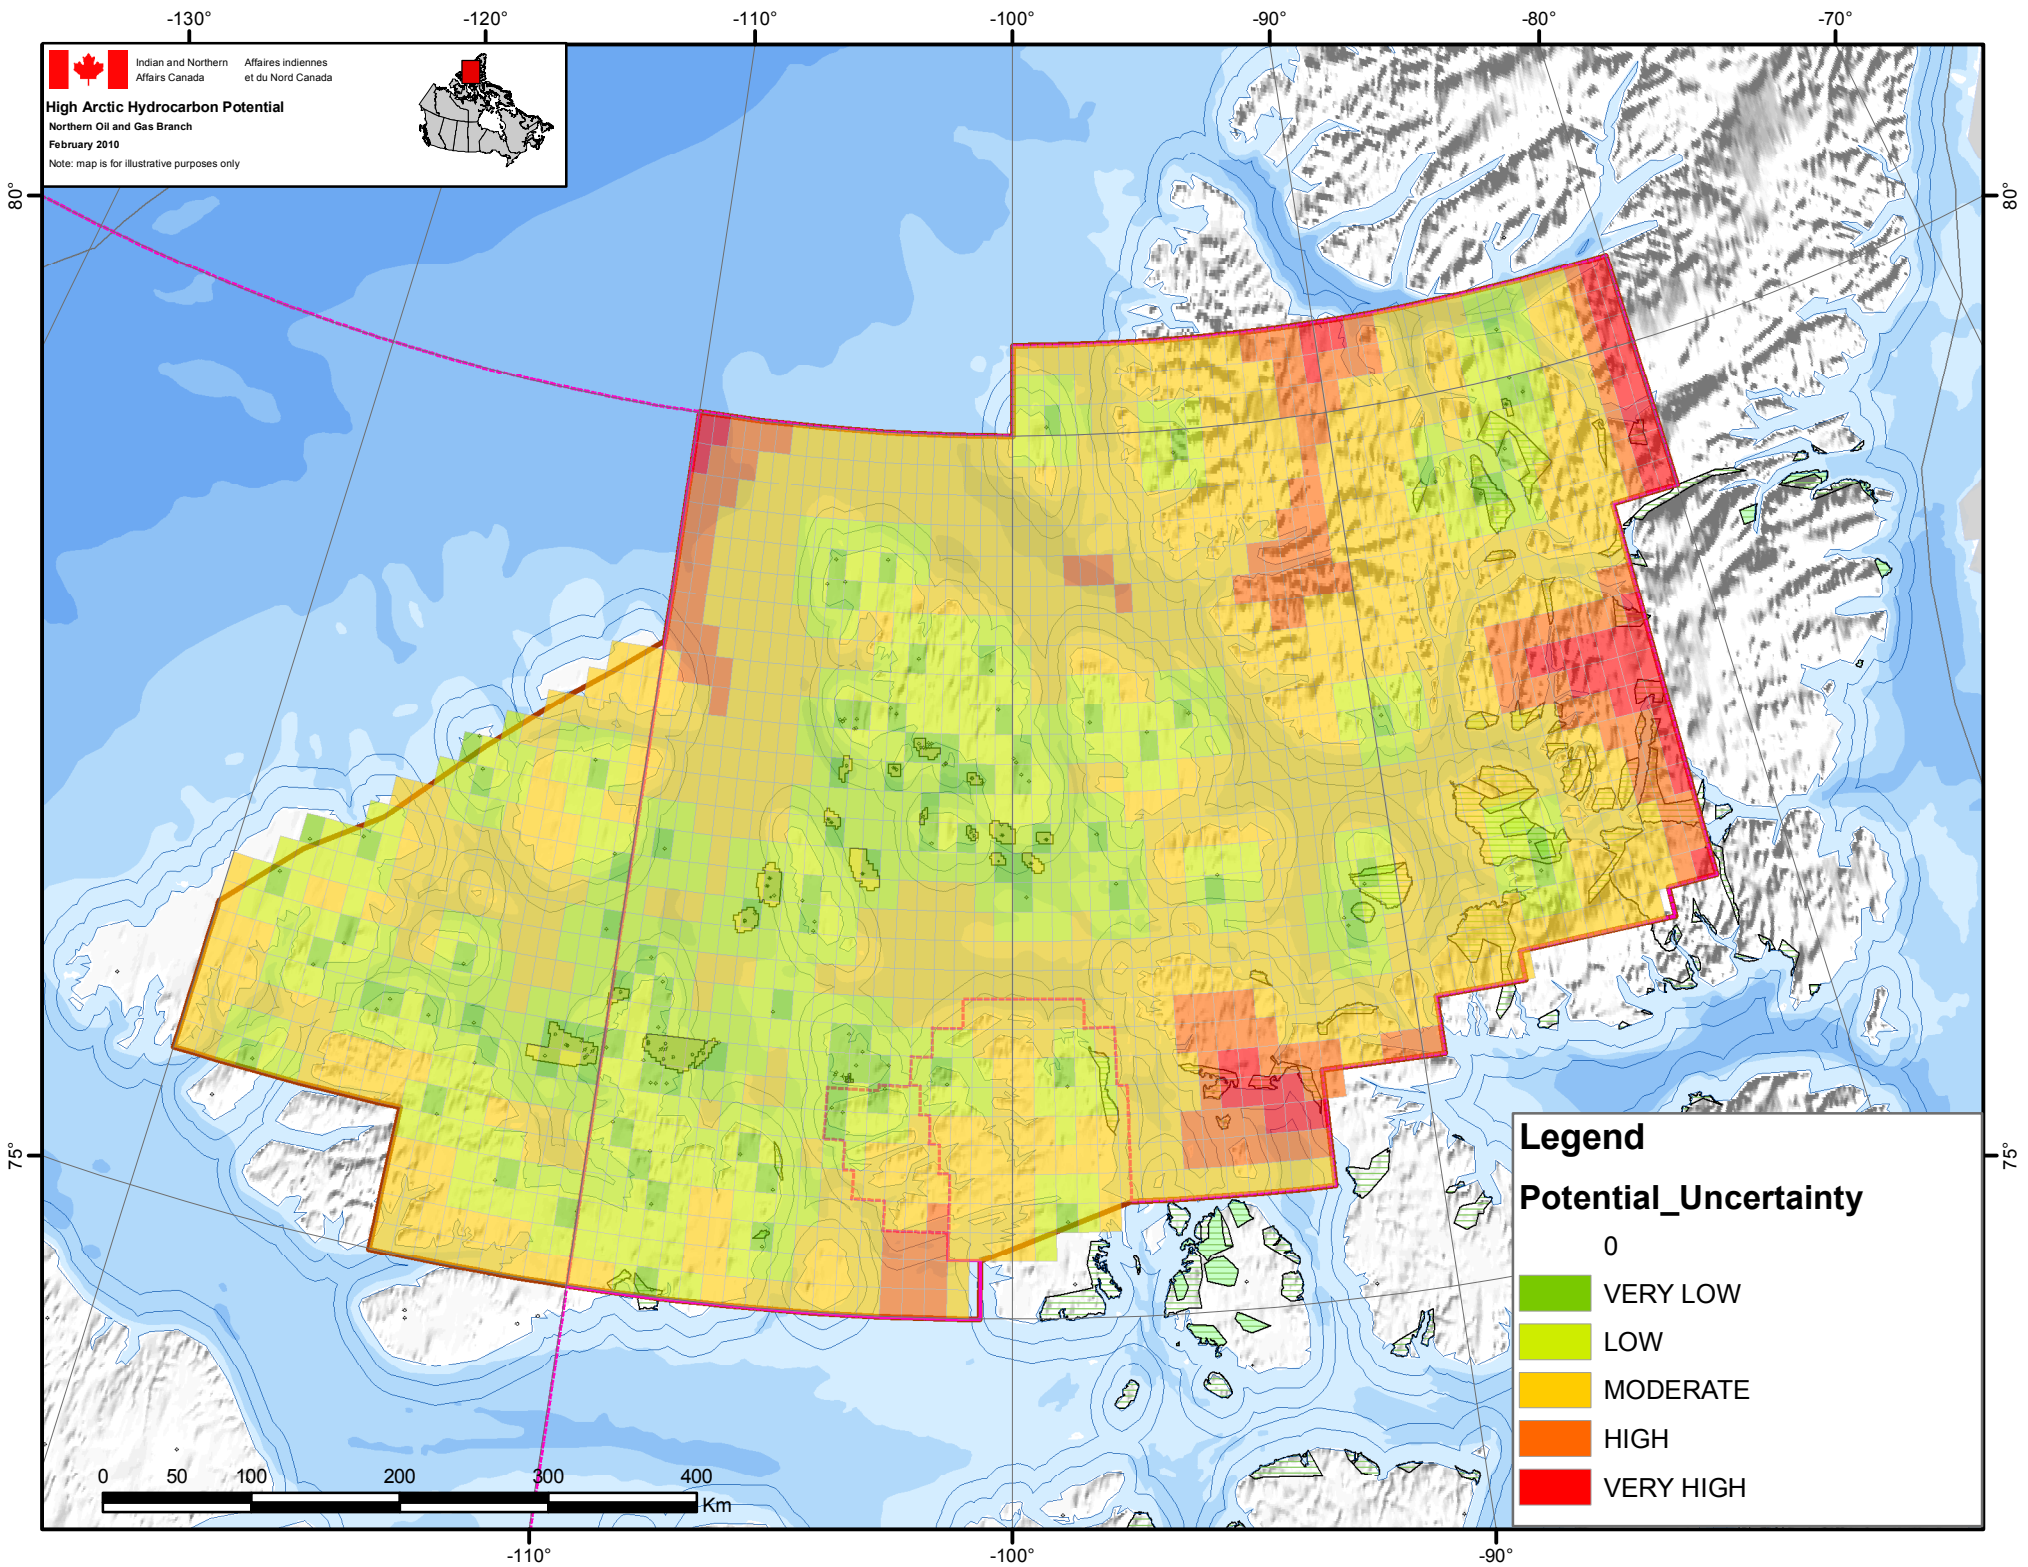 -130° -120° -110° -100° -90° -80° -70°
Indian and Northern Affaires indiennes
Affairs Canada et du Nord Canada
High Arctic Hydrocarbon Potential
Northern Oil and Gas Branch
February 2010
Note: map is for illustrative purposes only
80° 80°
75° 75°
Legend
Potential_Uncertainty
0
VERY LOW
LOW
MODERATE
HIGH
VERY HIGH
0 50 100 200 300 400
Km
-110° -100° -90°